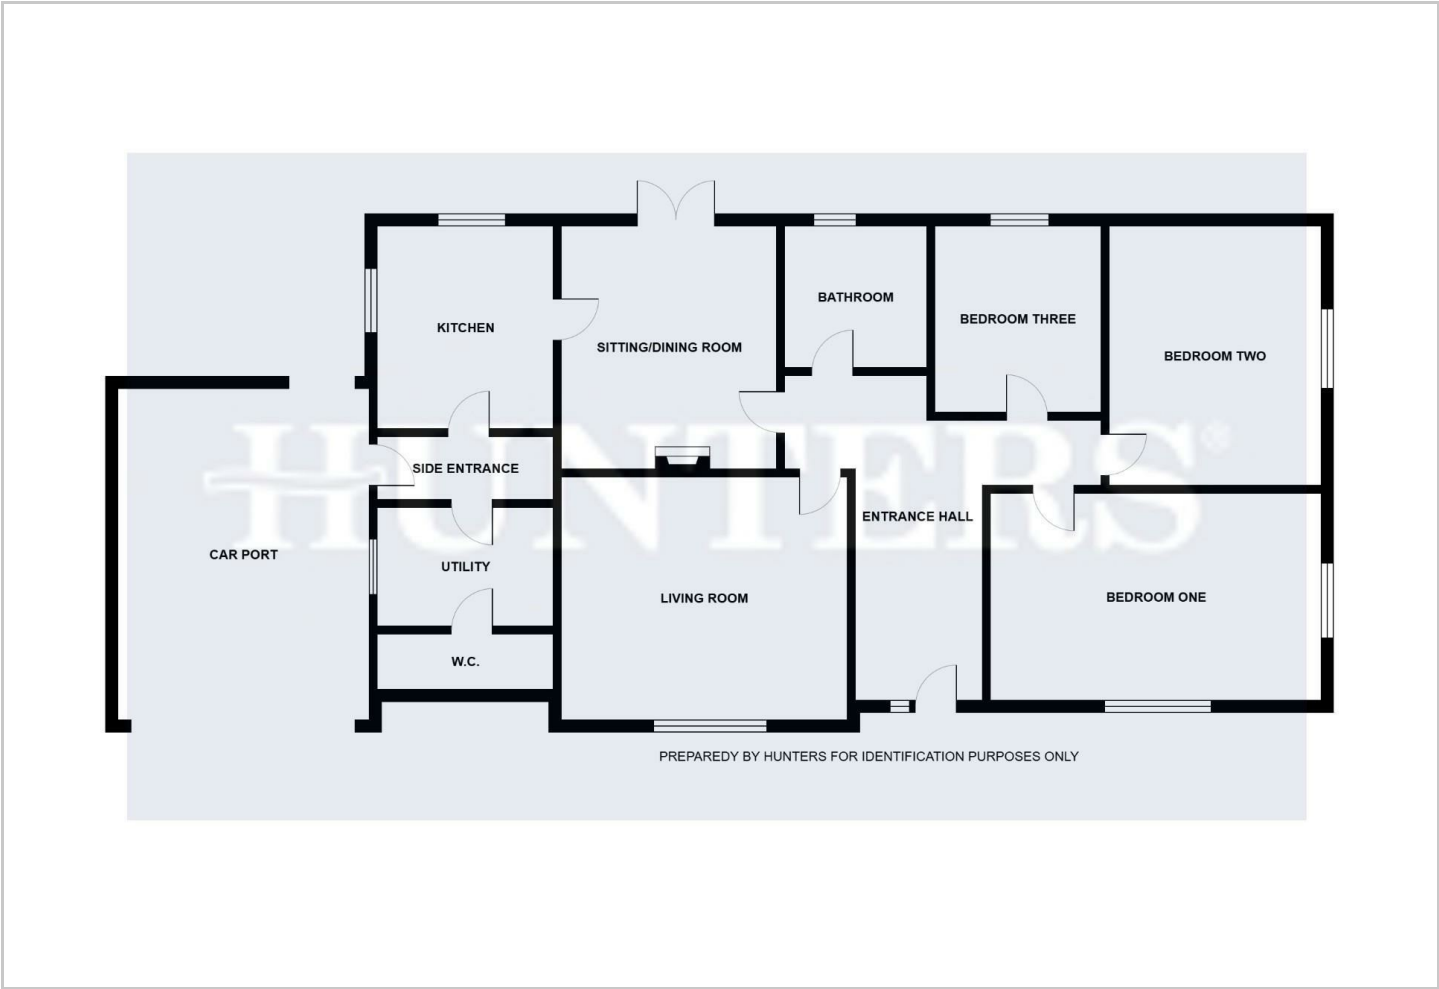 KITCHEN
SITTING/DINING ROOM
BATHROOM
BEDROOM THREE
BEDROOM TWO
HUNTERS®
SIDE ENTRANCE
ENTRANCE HALL
CAR PORT
UTILITY
LIVING ROOM
BEDROOM ONE
W.C.
PREPAREDY BY HUNTERS FOR IDENTIFICATION PURPOSES ONLY